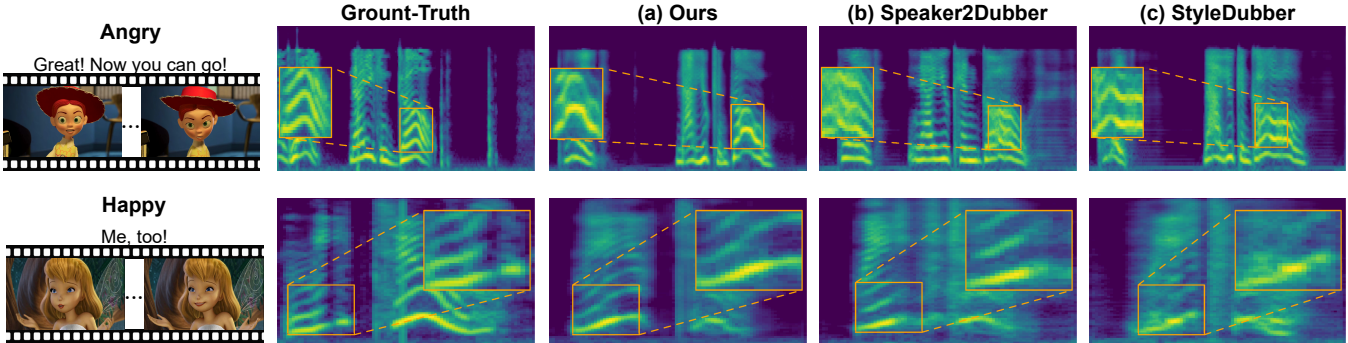 Grount-Truth (a) Ours (b) Speaker2Dubber (c) StyleDubber
Angry
Great! Now you can go!
Happy
Me, too!